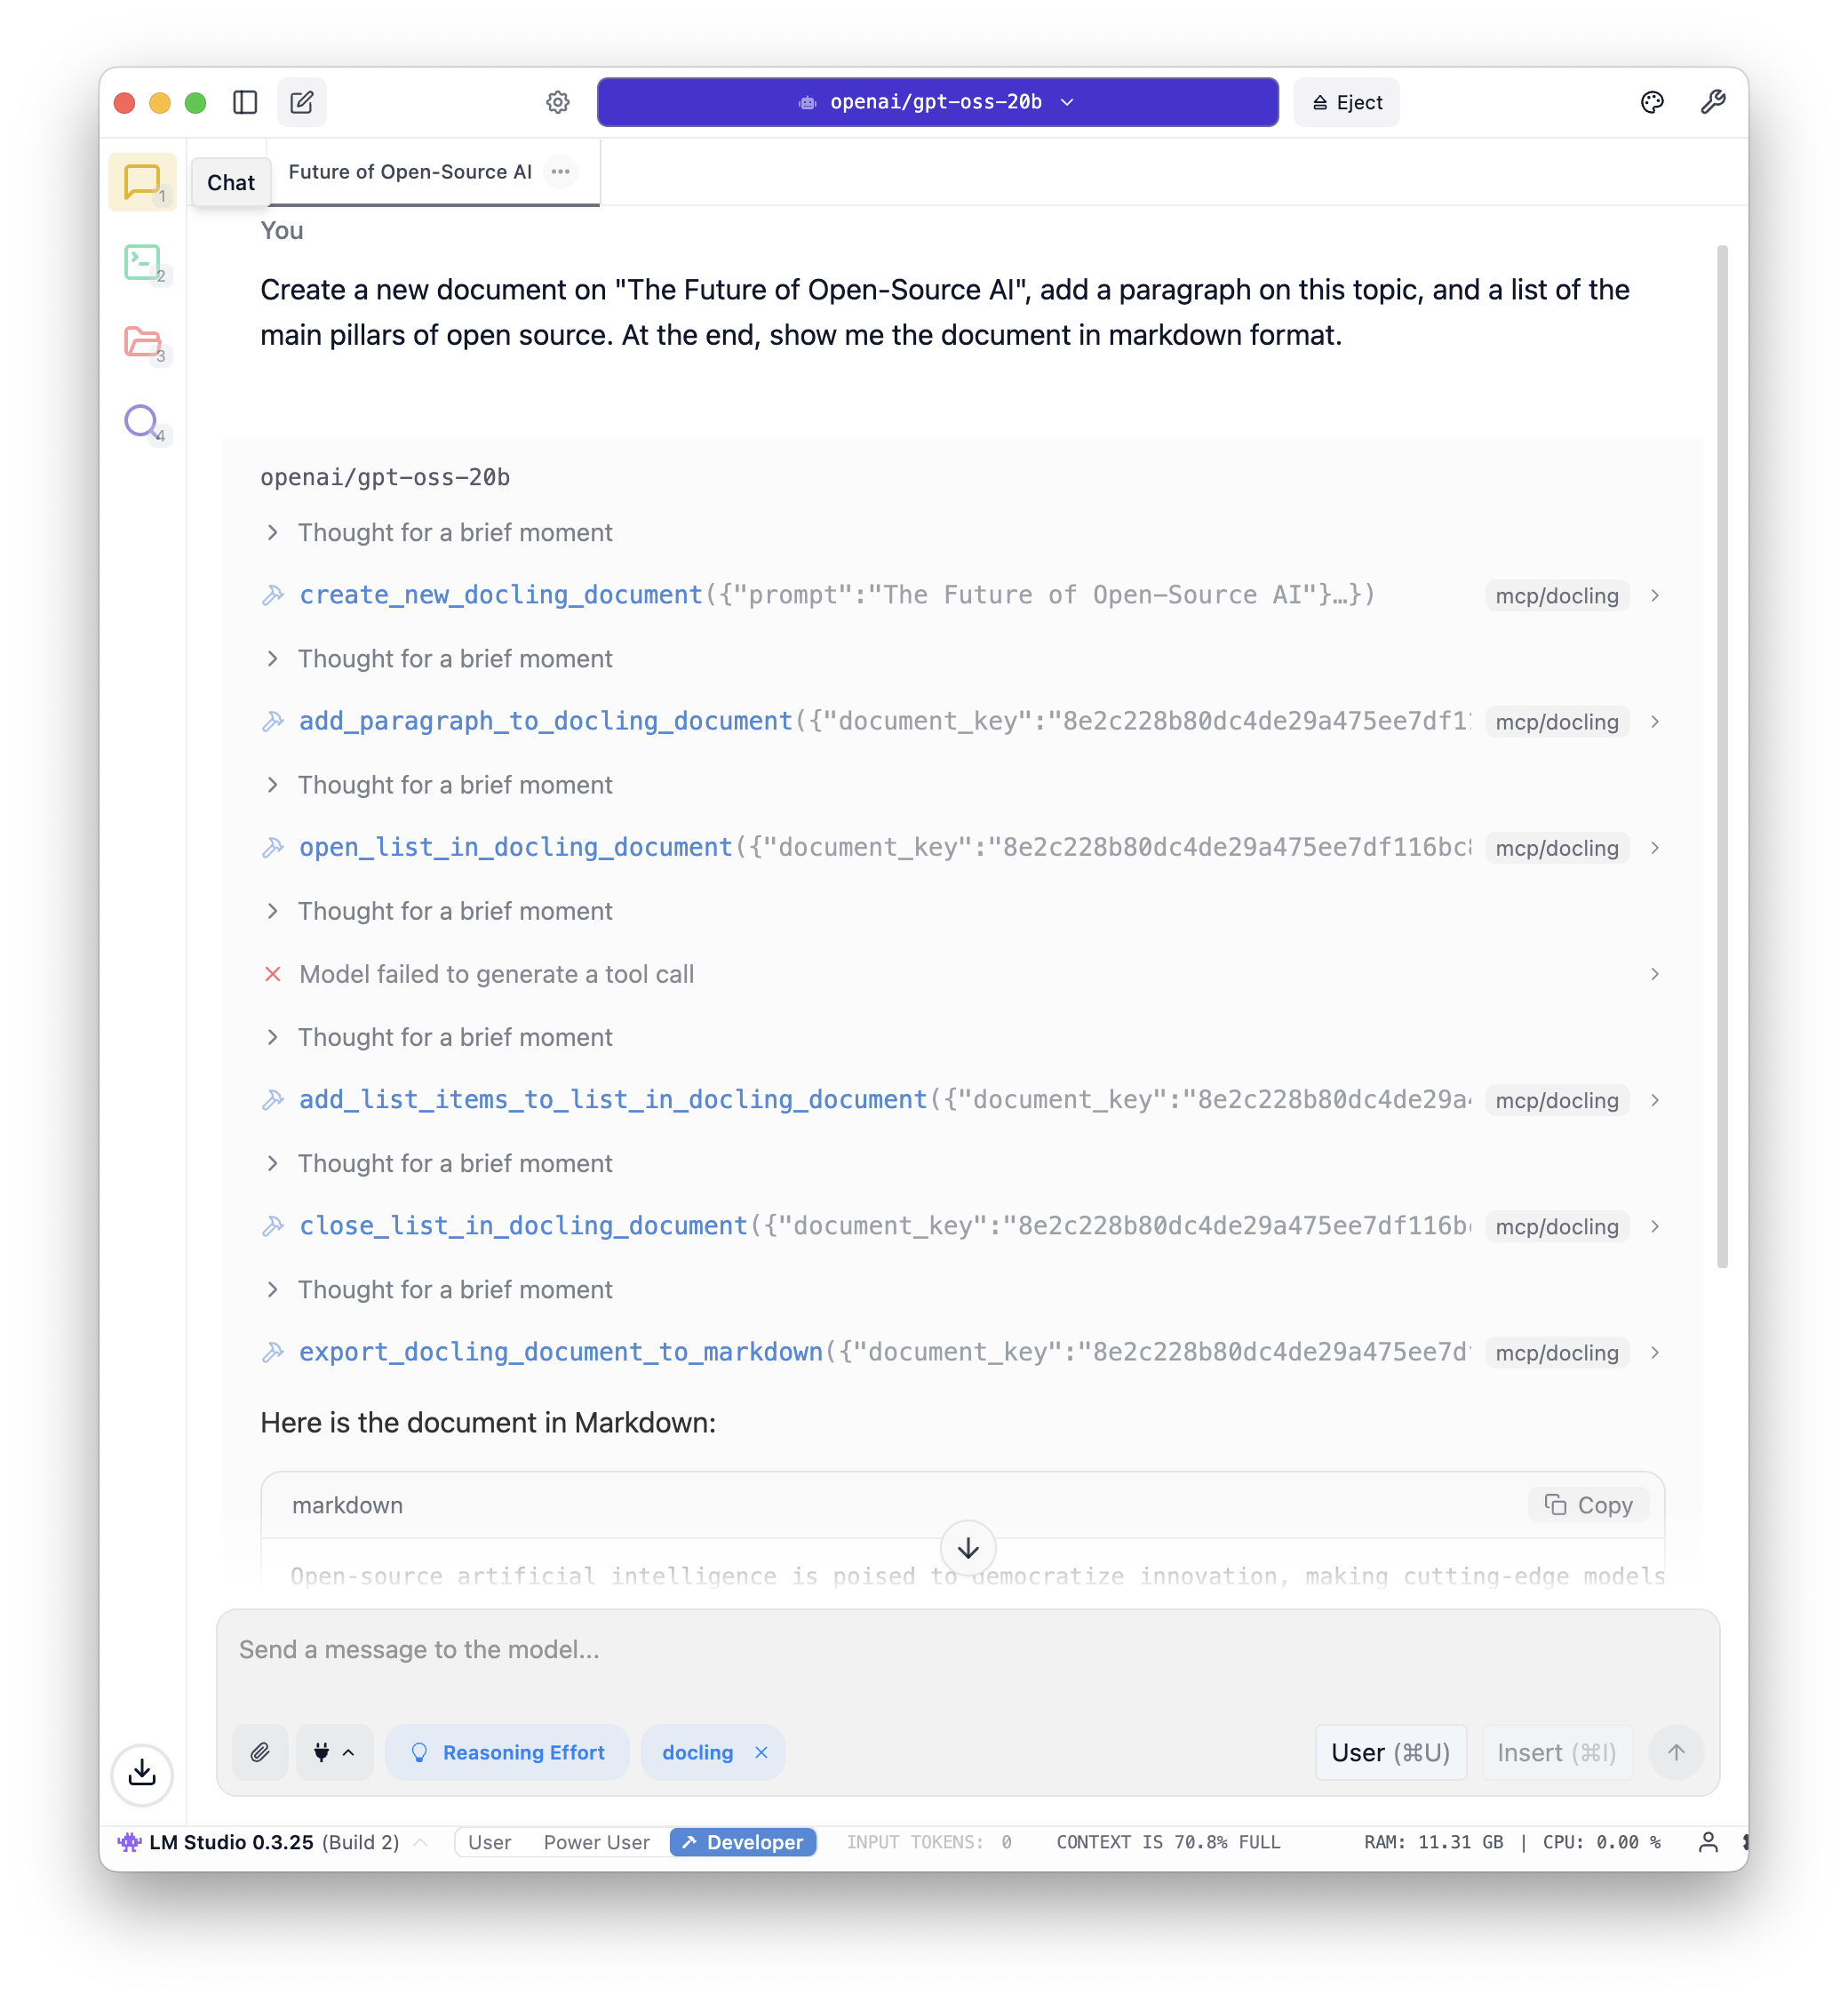 openai/gpt-oss-20b
Eject
1
Chat
Future of Open-Source AI
2
3
4
You
Create a new document on "The Future of Open-Source AI", add a paragraph on this topic, and a list of the
main pillars of open source. At the end, show me the document in markdown format.
openai/gpt-oss-20b
Thought for a brief moment
create_new_docling_document({"prompt":"The Future of Open-Source AI"}…}) mcp/docling
Thought for a brief moment
add_paragraph_to_docling_document({"document_key":"8e2c228b80dc4de29a475ee7df1 mcp/docling
Thought for a brief moment
open_list_in_docling_document({"document_key":"8e2c228b80dc4de29a475ee7df116bc mcp/docling
Thought for a brief moment
Model failed to generate a tool call
Thought for a brief moment
add_list_items_to_list_in_docling_document({"document_key":"8e2c228b80dc4de29a mcp/docling
Thought for a brief moment
close_list_in_docling_document({"document_key":"8e2c228b80dc4de29a475ee7df116b mcp/docling
Thought for a brief moment
export_docling_document_to_markdown({"document_key":"8e2c228b80dc4de29a475ee7d mcp/docling
Here is the document in Markdown:
markdown
Copy
Open-source artificial intelligence is poised to democratize innovation, making cutting-edge models
Send a message to the model...
Reasoning Effort
docling
User (⌘U)
Insert (⌘I)
LM Studio 0.3.25 (Build 2)
User
Power User
Developer
INPUT TOKENS: 0
CONTEXT IS 70.8% FULL
RAM: 11.31 GB | CPU: 0.00 %